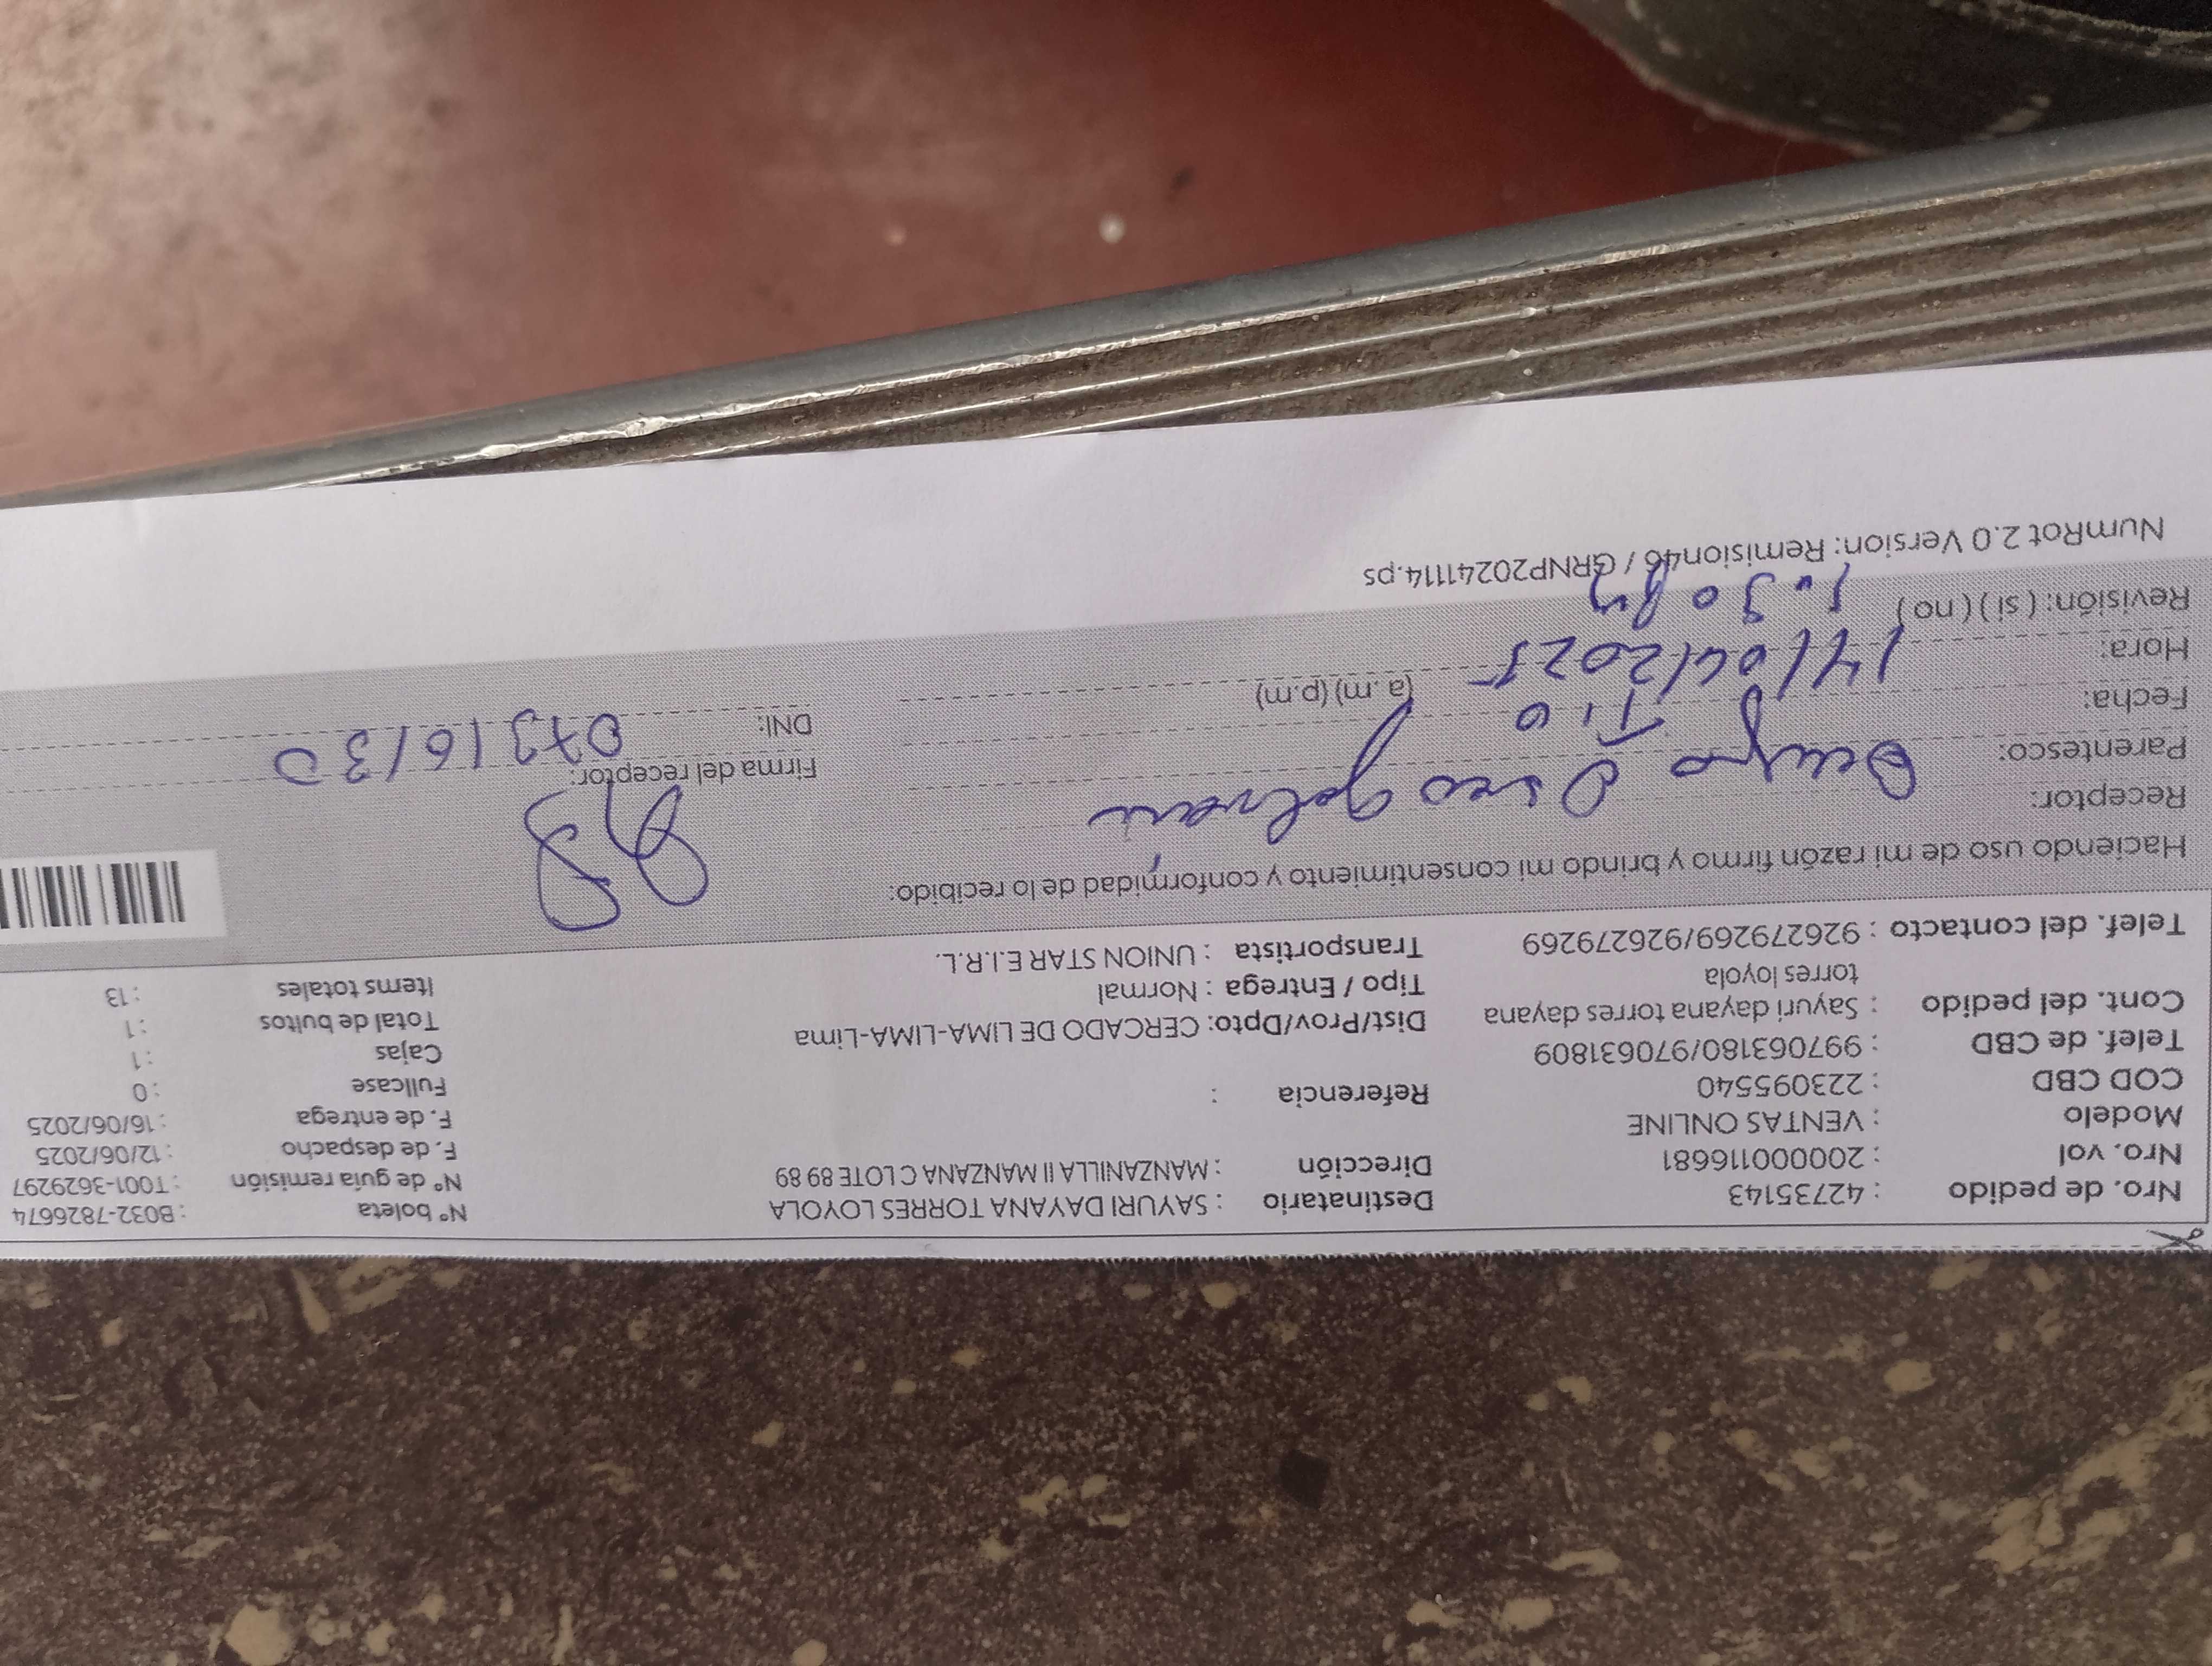 Nro. de pedido : 42735143 Destinatario : SAYURI DAYANA TORRES LOYOLA N° boleta : B032-7826674
Nro. vol : 20000116681 Dirección : MANZANILLA II MANZANA C LOTE 89 89 N° de guía remisión : T001-3629297
Modelo : VENTAS ONLINE F. de despacho : 12/06/2025
COD CBD : 223095540 Referencia : F. de entrega : 16/06/2025
Telef. de CBD : 997063180/970631809 Fullcase : 0
Cont. del pedido : Sayuri dayana torres dayana Dist/Prov/Dpto: CERCADO DE LIMA-LIMA-Lima Cajas : 1
torres loyola Tipo / Entrega : Normal Total de bultos : 1
Telef. del contacto : 926279269/926279269 Transportista : UNION STAR E.I.R.L. Items totales : 13
Haciendo uso de mi razón firmo y brindo mi consentimiento y conformidad de lo recibido:
Receptor:
Parentesco: Tio Firma del receptor:
Fecha: 14/06/2025 DNI: 07316130
Hora: (a.m) (p.m)
Revisión: ( si ) ( no )
NumRot 2.0 Version: Remision46 / GRNP20241114.ps